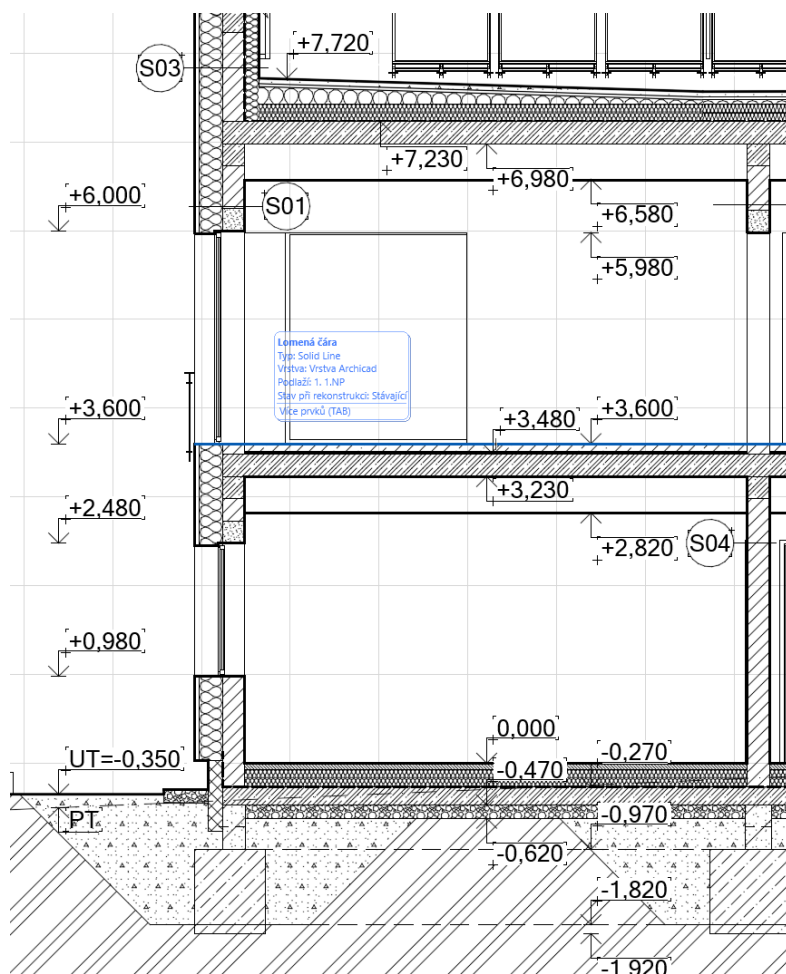 +7,720
S03
+7,230
+6,980
+6,000
S01
+6,580
+5,980
Lomená čára
Typ: Solid Line
Vrstva: Vrstva Archicad
Podlaží: 1. 1.NP
Stav při rekonstrukci: Stávající
Více prvků (TAB)
+3,600
+3,480
+3,600
+3,230
+2,480
+2,820
S04
+0,980
0,000
UT=-0,350
-0,270
-0,470
PT
-0,970
-0,620
-1,820
-1,920